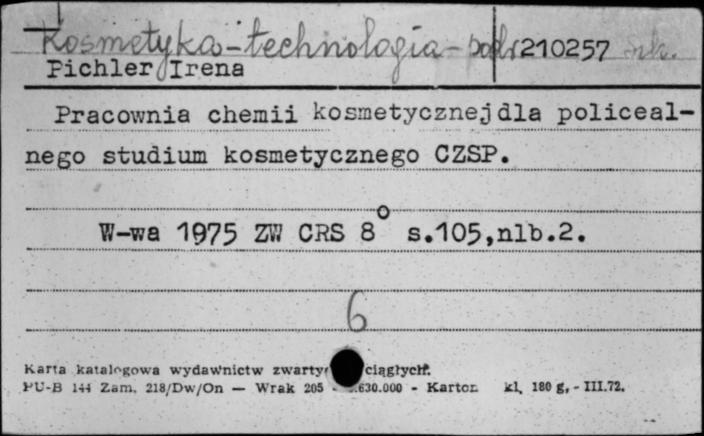 Kosmetyka-technologia-podr 210257
Pichler Irena
Pracownia chemii kosmetycznej dla policeal-
nego studium kosmetycznego CZSP.
W-wa 1975 ZW CRS 8° s.105,nlb.2.
6
Karta katalogowa wydawnictw ciągłych.
PU-B 144 Zam. 218/Dw/On — Wrak 205 - .630.000 - Karton kl. 180 g, - III.72.